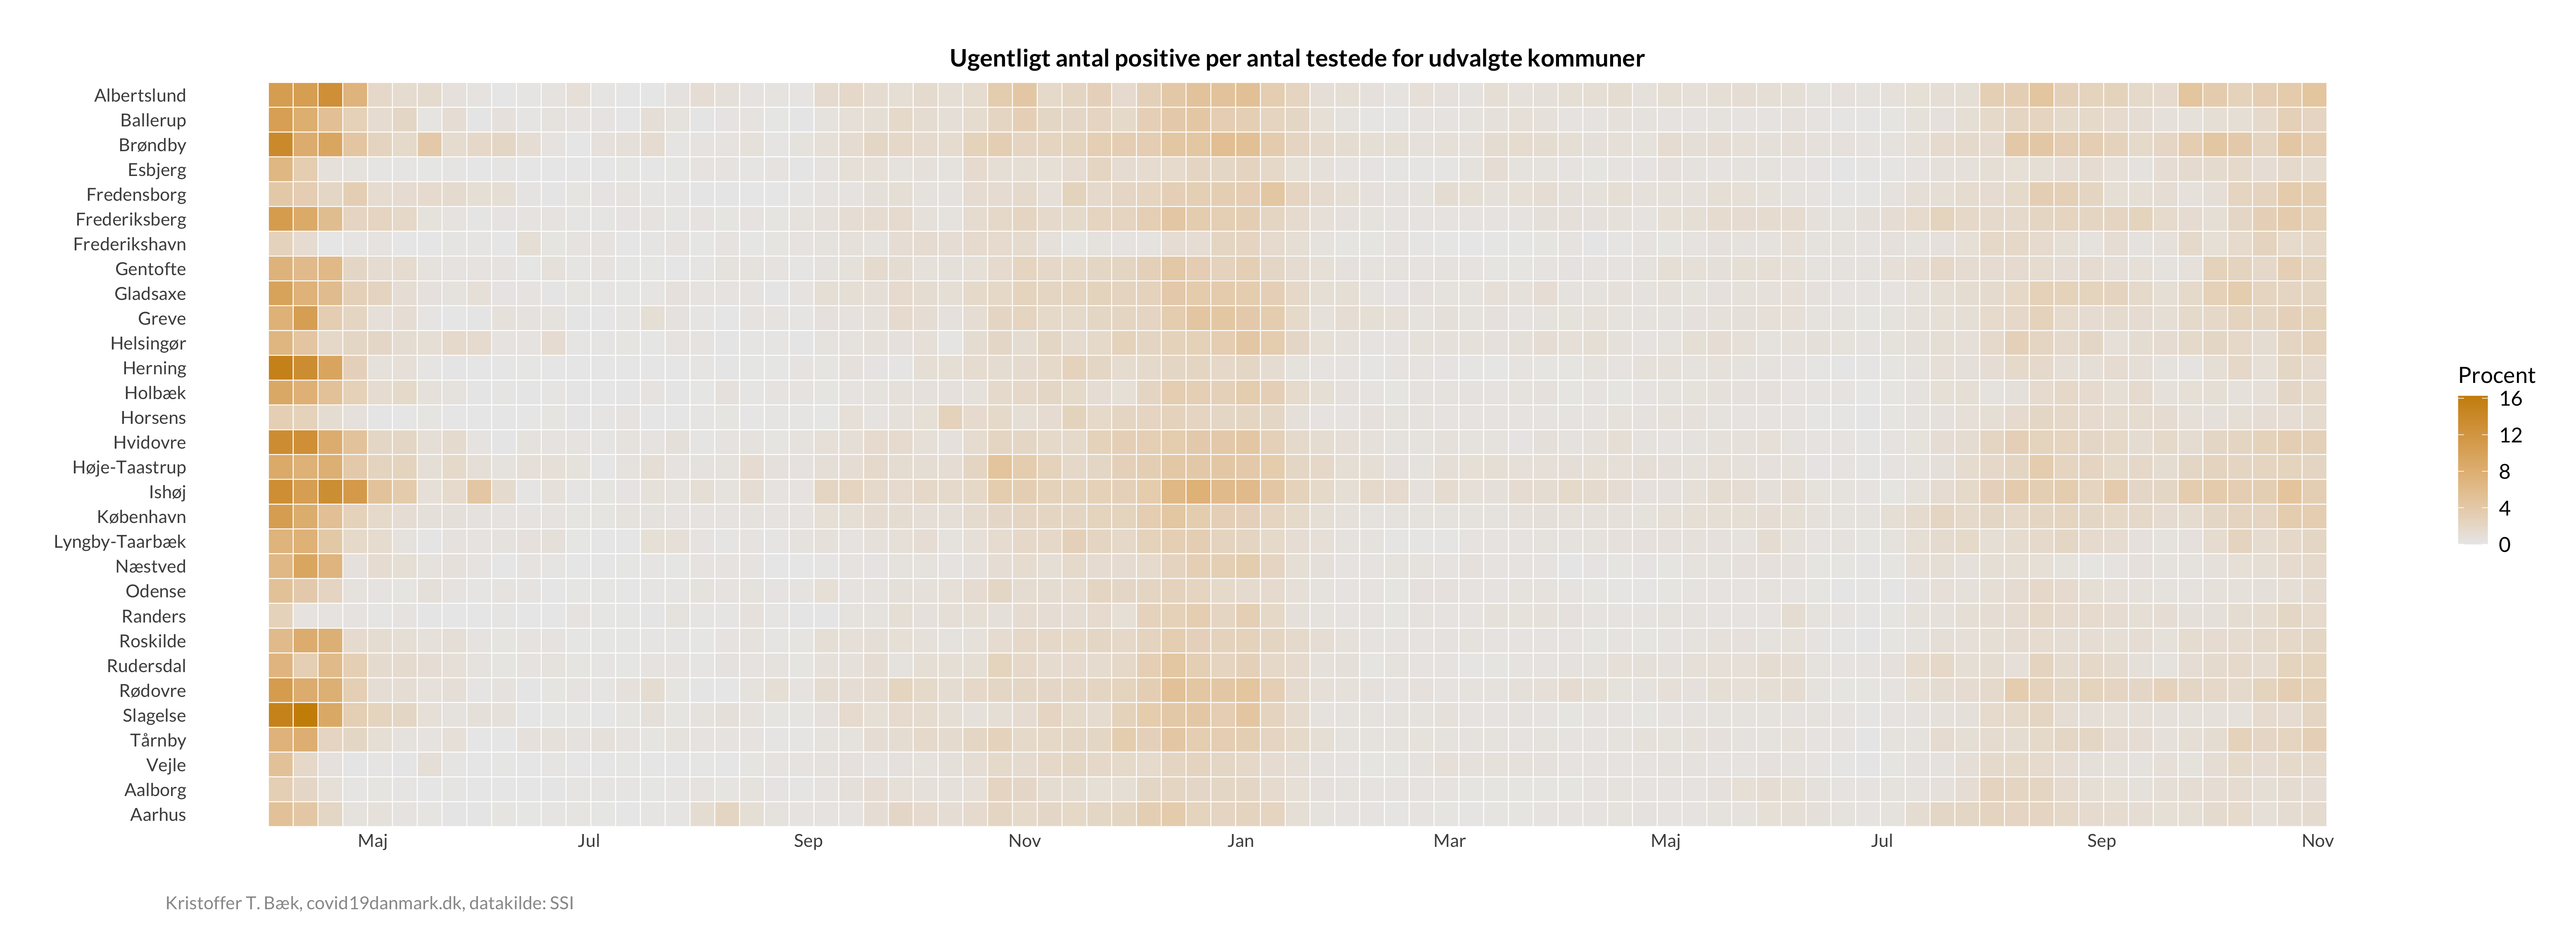 Ugentligt antal positive per antal testede for udvalgte kommuner
Albertslund
Ballerup
Brøndby
Esbjerg
Fredensborg
Frederiksberg
Frederikshavn
Gentofte
Gladsaxe
Greve
Helsingør
Herning
Holbæk
Horsens
Hvidovre
Høje-Taastrup
Ishøj
København
Lyngby-Taarbæk
Næstved
Odense
Randers
Roskilde
Rudersdal
Rødovre
Slagelse
Tårnby
Vejle
Aalborg
Aarhus
Maj Jul Sep Nov Jan Mar Maj Jul Sep Nov
Procent
16
12
8
4
0
Kristoffer T. Bæk, covid19danmark.dk, datakilde: SSI